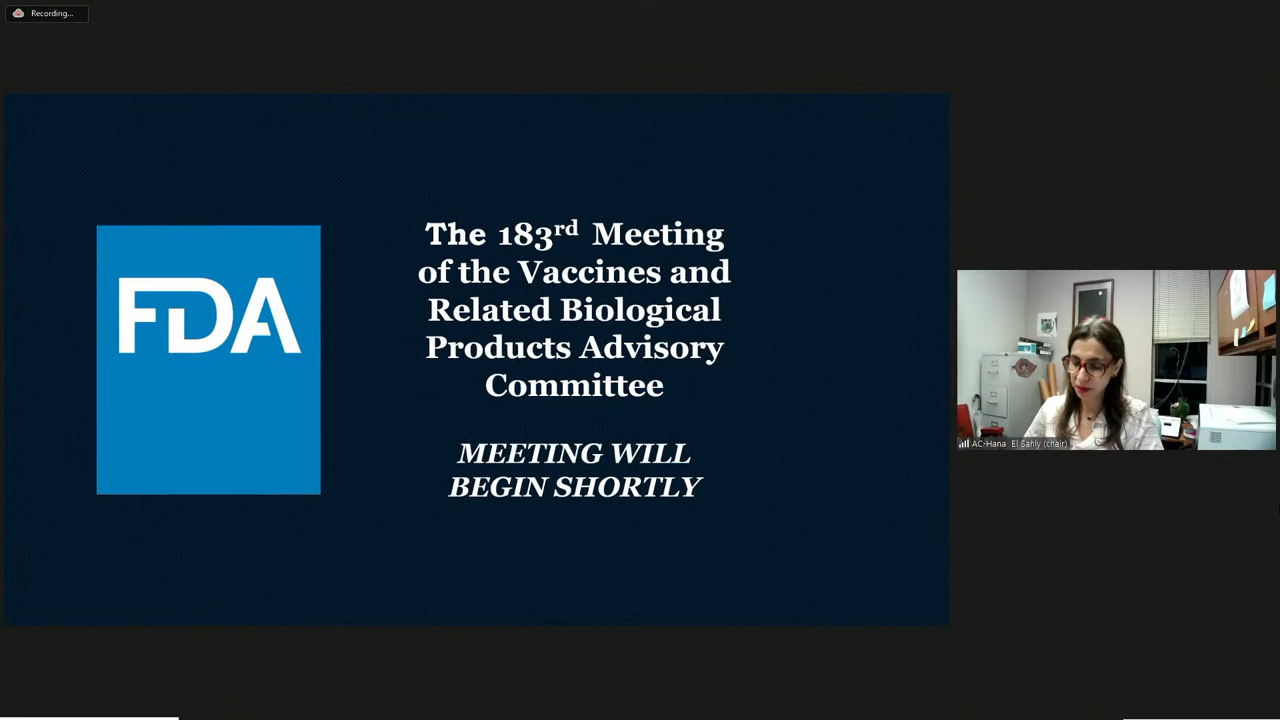 Recording...
FDA
The 183rd Meeting
of the Vaccines and
Related Biological
Products Advisory
Committee
MEETING WILL
BEGIN SHORTLY
AC-Hana El Sahly (chair)